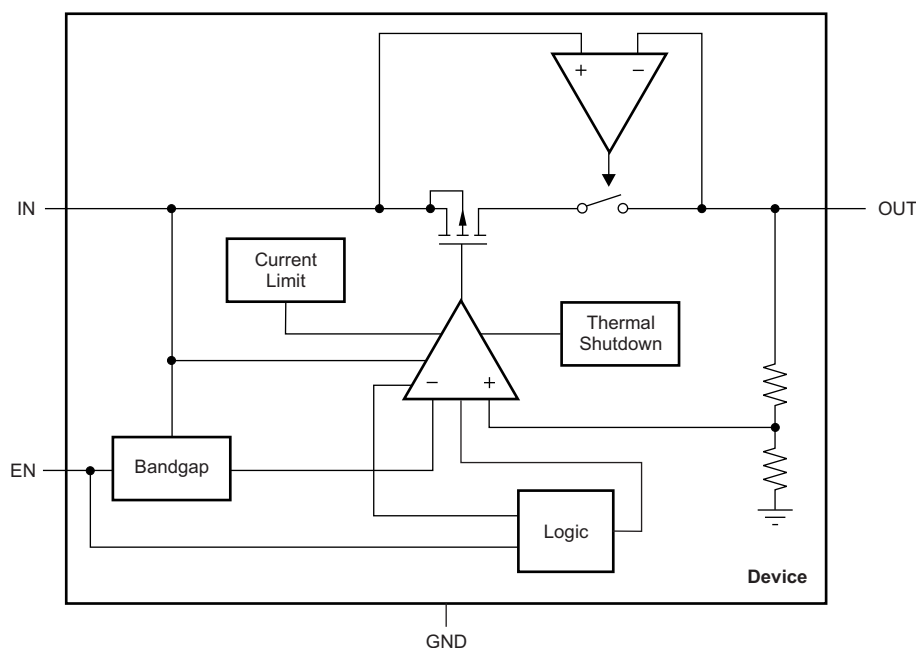 + −
IN
OUT
Current
Limit
Thermal
Shutdown
− +
EN
Bandgap
Logic
Device
GND